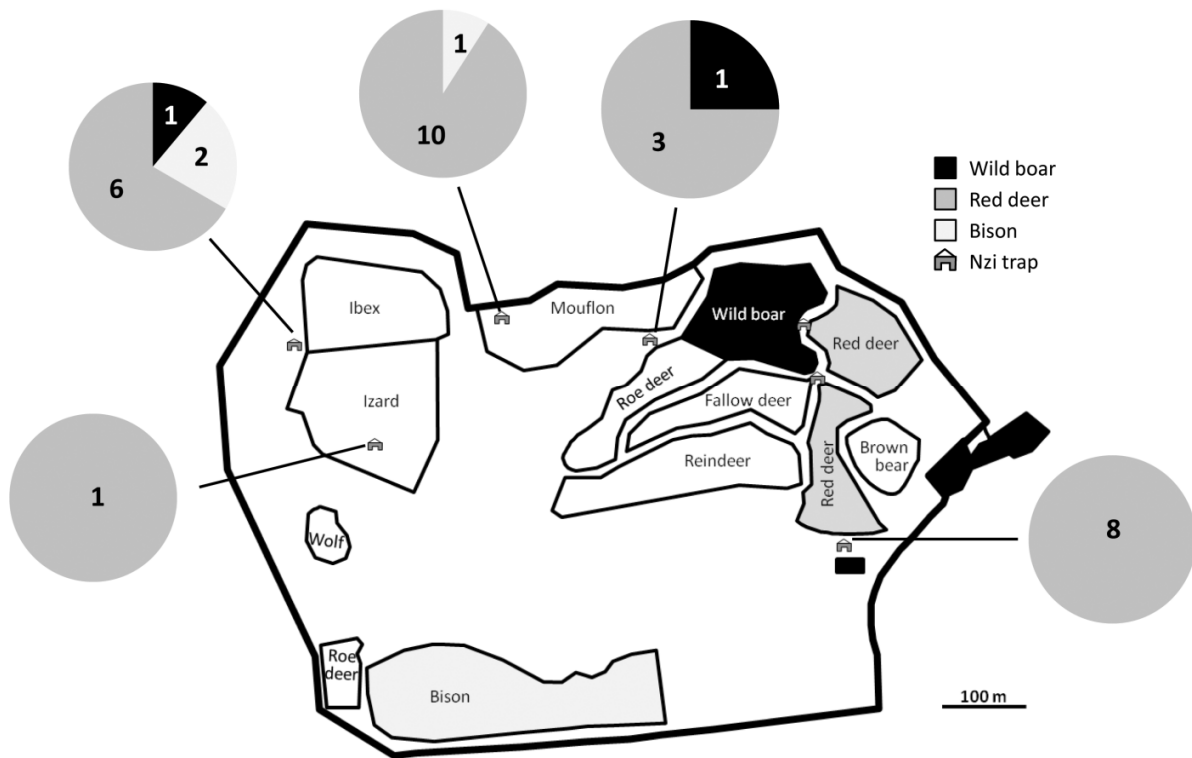 1
1
1
2
10
3
6
Wild boar
Red deer
Bison
Nzi trap
Ibex
Mouflon
Wild boar
Red deer
Roe deer
Izard
Fallow deer
Reindeer
Brown
bear
Red deer
1
8
Wolf
Roe
deer
Bison
100 m